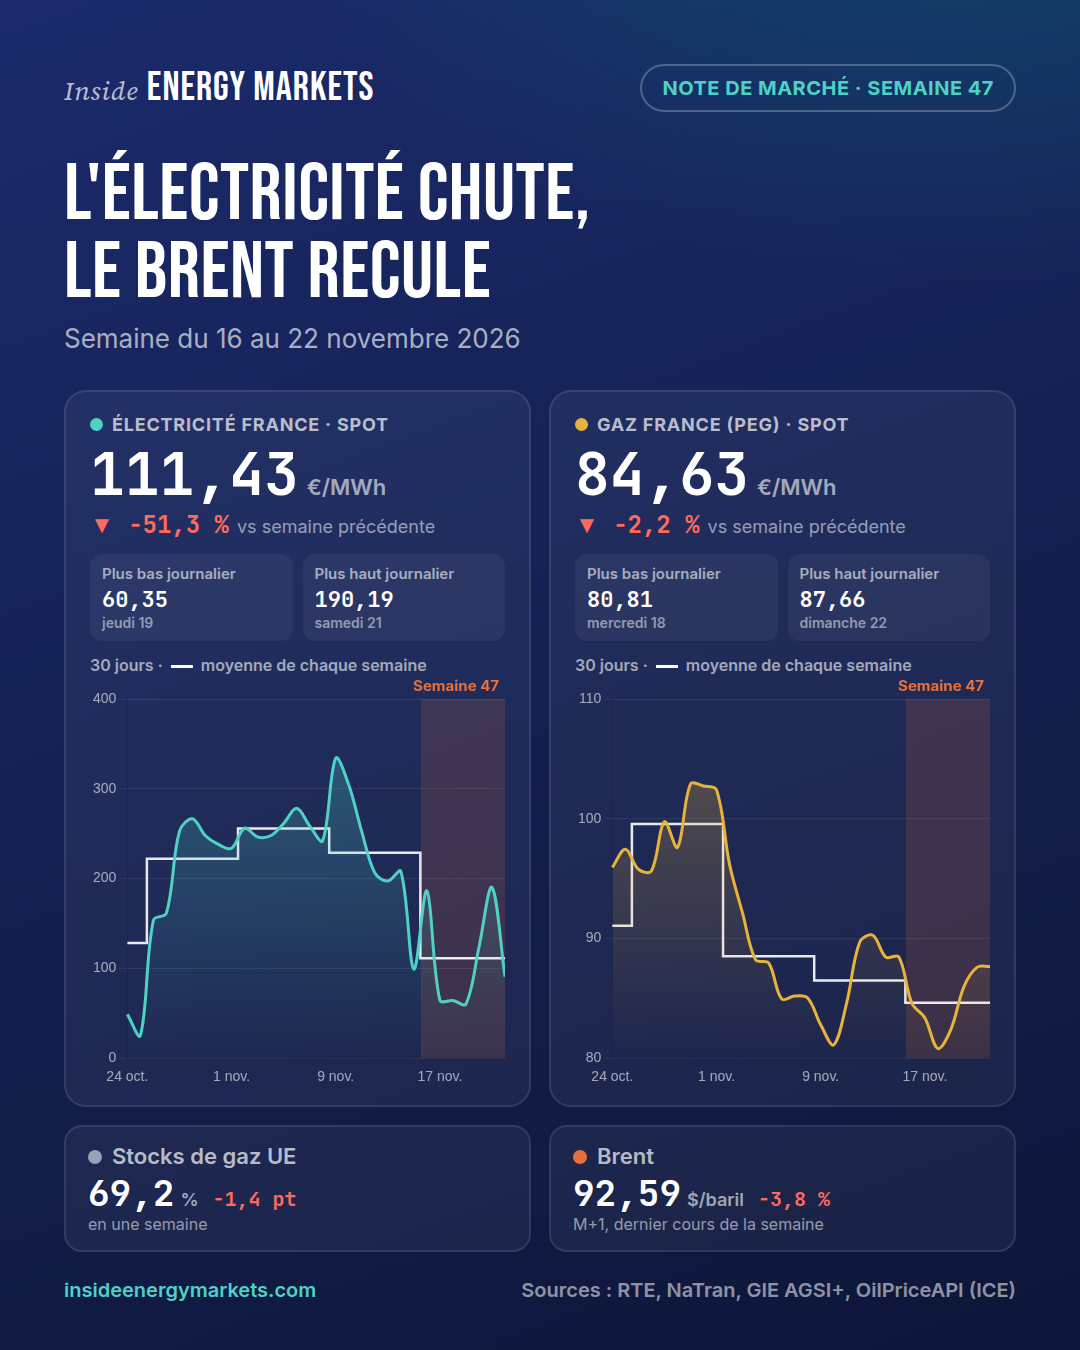 Inside ENERGY MARKETS
NOTE DE MARCHÉ · SEMAINE 47
L'ÉLECTRICITÉ CHUTE,
LE BRENT RECULE
Semaine du 16 au 22 novembre 2026
ÉLECTRICITÉ FRANCE · SPOT
111,43 €/MWh
▼ -51,3 % vs semaine précédente
Plus bas journalier
60,35
jeudi 19
Plus haut journalier
190,19
samedi 21
30 jours · moyenne de chaque semaine
Semaine 47
400
300
200
100
0
24 oct. 1 nov. 9 nov. 17 nov.
GAZ FRANCE (PEG) · SPOT
84,63 €/MWh
▼ -2,2 % vs semaine précédente
Plus bas journalier
80,81
mercredi 18
Plus haut journalier
87,66
dimanche 22
30 jours · moyenne de chaque semaine
Semaine 47
110
100
90
80
24 oct. 1 nov. 9 nov. 17 nov.
Stocks de gaz UE
69,2 % -1,4 pt
en une semaine
Brent
92,59 $/baril -3,8 %
M+1, dernier cours de la semaine
insideenergymarkets.com
Sources : RTE, NaTran, GIE AGSI+, OilPriceAPI (ICE)